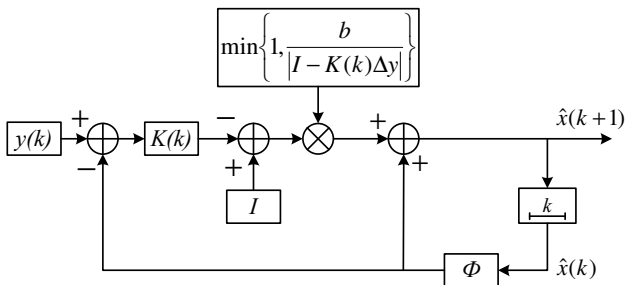 min{1, b / |I − K(k)Δy|}
+ − + + x̂(k+1)
y(k) K(k)
− + +
I k
Φ x̂(k)